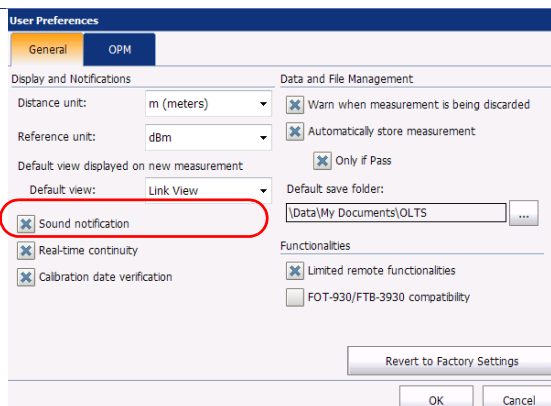 User Preferences
General OPM
Display and Notifications
Distance unit: m (meters)
Reference unit: dBm
Default view displayed on new measurement
Default view: Link View
Sound notification
Real-time continuity
Calibration date verification
Data and File Management
Warn when measurement is being discarded
Automatically store measurement
Only if Pass
Default save folder:
\Data\My Documents\OLTS ...
Functionalities
Limited remote functionalities
FOT-930/FTB-3930 compatibility
Revert to Factory Settings
OK Cancel